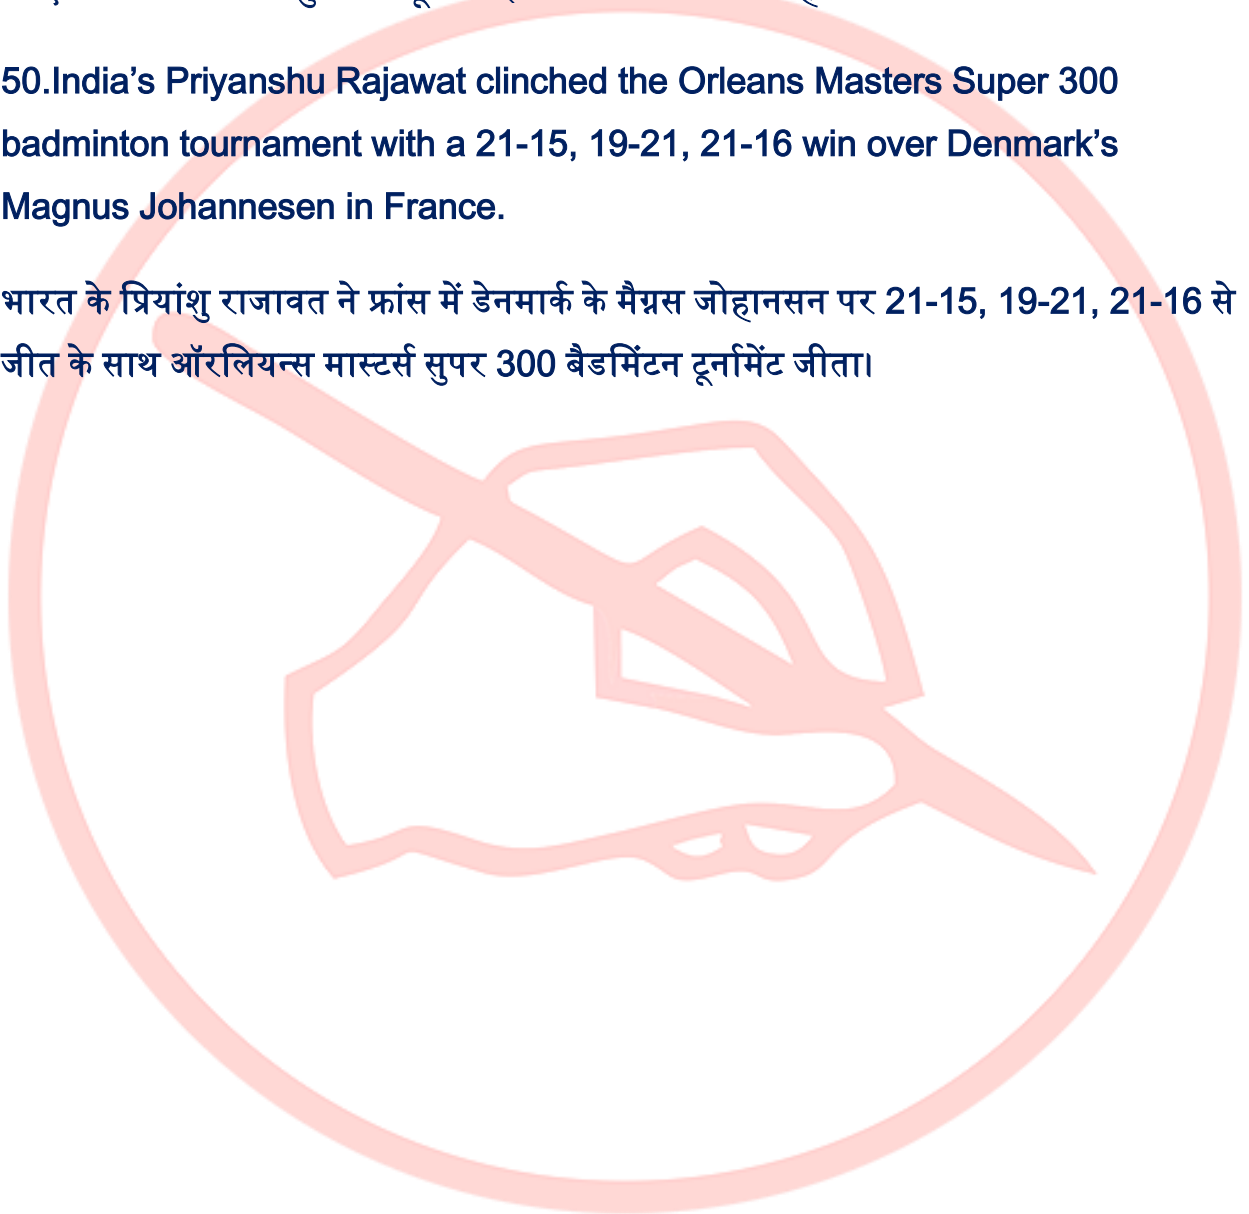 50.India’s Priyanshu Rajawat clinched the Orleans Masters Super 300
badminton tournament with a 21-15, 19-21, 21-16 win over Denmark’s
Magnus Johannesen in France.
भारत के प्रियांशु राजावत ने फ्रांस में डेनमार्क के मैग्नस जोहानसन पर 21-15, 19-21, 21-16 से
जीत के साथ ऑरलियन्स मास्टर्स सुपर 300 बैडमिंटन टूर्नामेंट जीता।